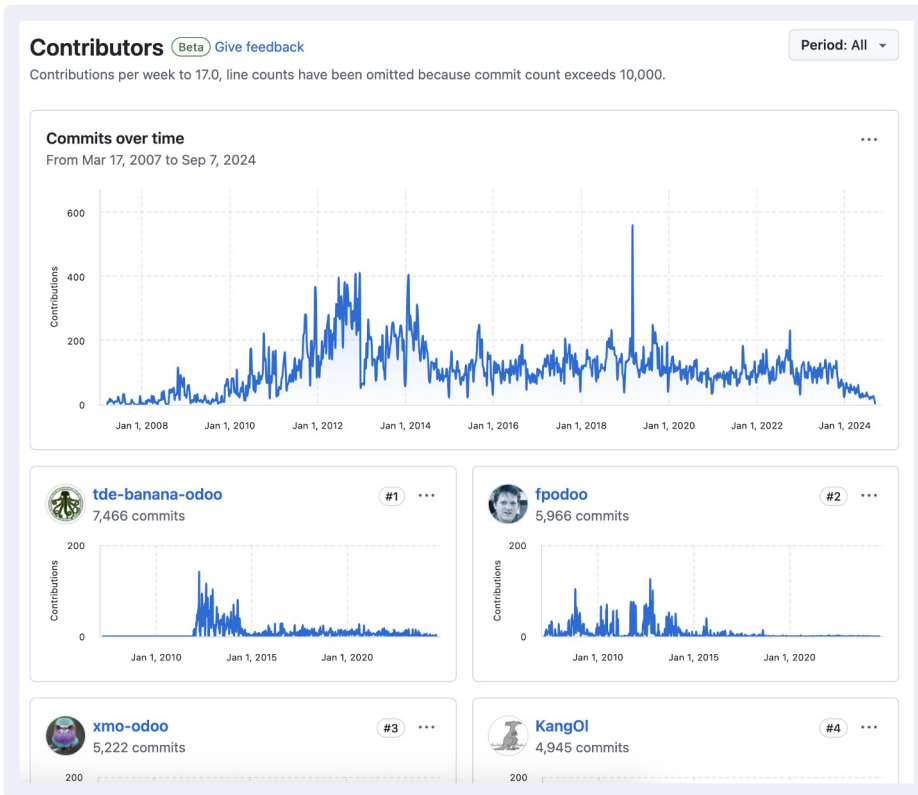 Contributors Beta Give feedback
Period: All
Contributions per week to 17.0, line counts have been omitted because commit count exceeds 10,000.
Commits over time
From Mar 17, 2007 to Sep 7, 2024
Contributions
600
400
200
0
Jan 1, 2008 Jan 1, 2010 Jan 1, 2012 Jan 1, 2014 Jan 1, 2016 Jan 1, 2018 Jan 1, 2020 Jan 1, 2022 Jan 1, 2024
tde-banana-odoo #1
7,466 commits
Contributions
200
0
Jan 1, 2010 Jan 1, 2015 Jan 1, 2020
fpodoo #2
5,966 commits
Contributions
200
0
Jan 1, 2010 Jan 1, 2015 Jan 1, 2020
xmo-odoo #3
5,222 commits
200
KangOl #4
4,945 commits
200